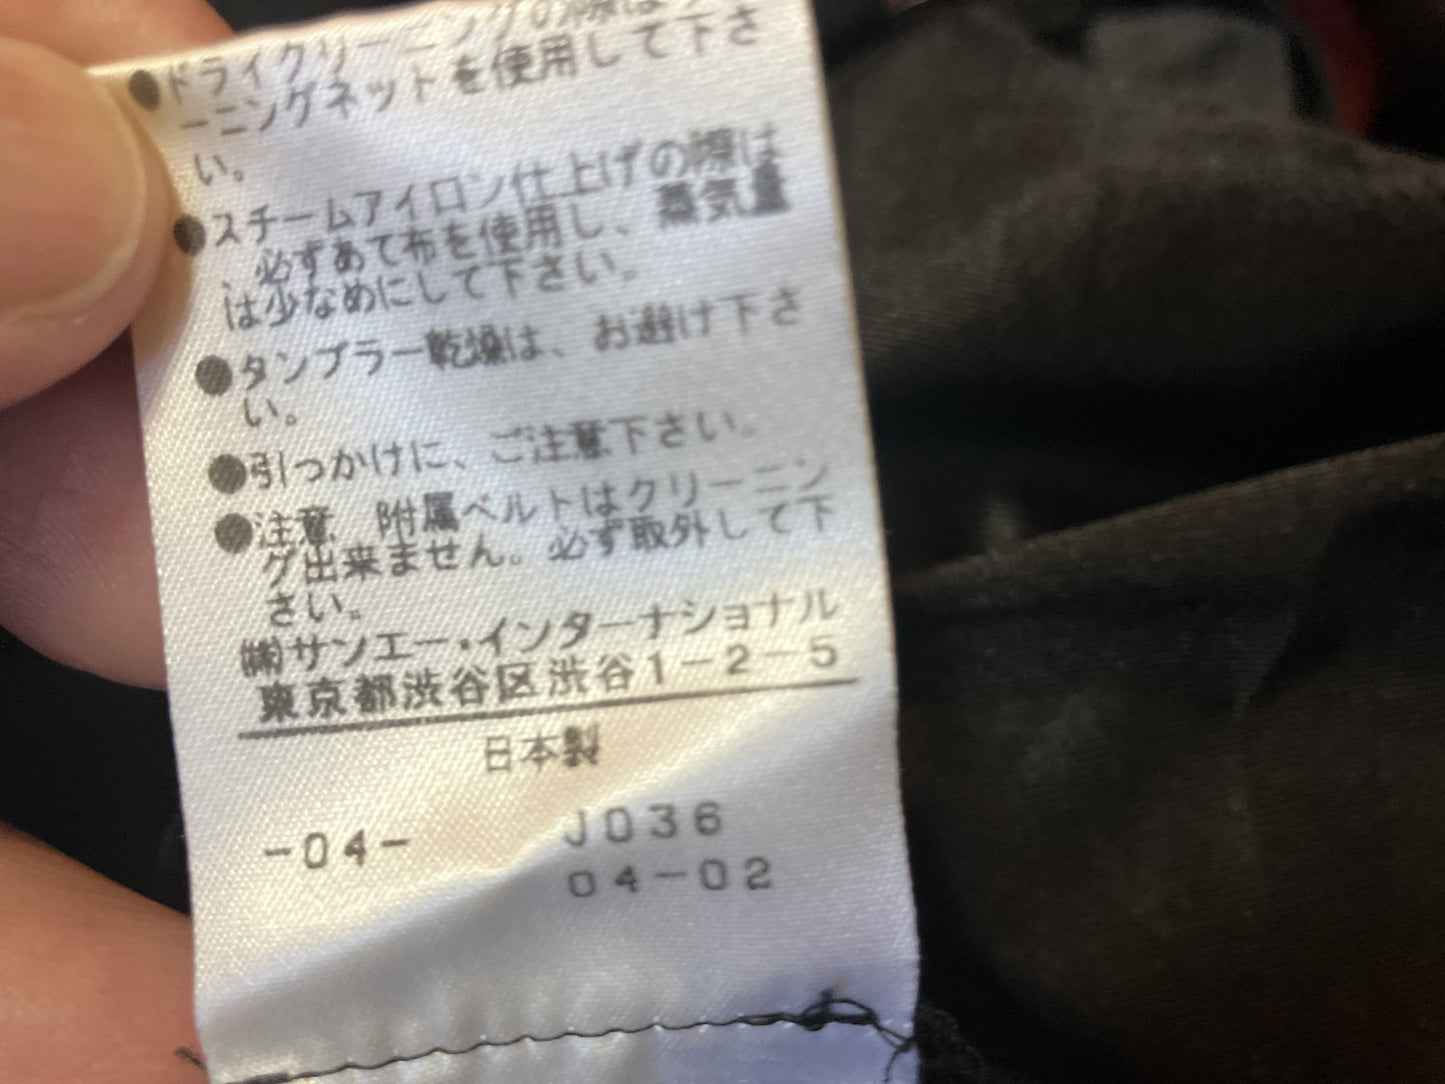 ●ドライクリーニングの際はク
ーニングネットを使用して下さ
い。
●スチームアイロン仕上げの際は
、必ずあて布を使用し、蒸気量
は少なめにして下さい。
●タンブラー乾燥は、お避け下さ
い。
●引っかけに、ご注意下さい。
●注意 附属ベルトはクリーニン
グ出来ません。必ず取外して下
さい。
㈱サンエー・インターナショナル
東京都渋谷区渋谷1-2-5
日本製
-04- J036
04-02